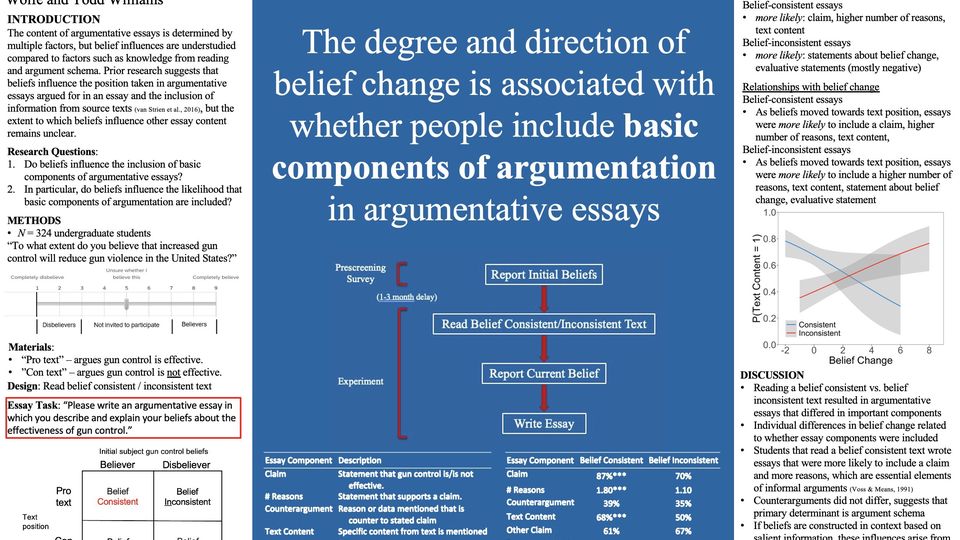 Wolfe and Todd Williams
INTRODUCTION
The content of argumentative essays is determined by
multiple factors, but belief influences are understudied
compared to factors such as knowledge from reading
and argument schema. Prior research suggests that
beliefs influence the position taken in argumentative
essays argued for in an essay and the inclusion of
information from source texts (van Strien et al., 2016), but the
extent to which beliefs influence other essay content
remains unclear.
Research Questions:
1. Do beliefs influence the inclusion of basic
components of argumentative essays?
2. In particular, do beliefs influence the likelihood that
basic components of argumentation are included?
METHODS
• N = 324 undergraduate students
“To what extent do you believe that increased gun
control will reduce gun violence in the United States?”
Completely disbelieve
Unsure whether I
believe this
Completely believe
1 2 3 4 5 6 7 8 9
Disbelievers Not invited to participate Believers
Materials:
• “Pro text” – argues gun control is effective.
• ”Con text” – argues gun control is not effective.
Design: Read belief consistent / inconsistent text
Essay Task: “Please write an argumentative essay in
which you describe and explain your beliefs about the
effectiveness of gun control.”
Initial subject gun control beliefs
Believer Disbeliever
Pro
text
Belief
Consistent
Belief
Inconsistent
Text
position
Con
Belief Belief
The degree and direction of
belief change is associated with
whether people include basic
components of argumentation
in argumentative essays
Prescreening
Survey
Report Initial Beliefs
(1-3 month delay)
Read Belief Consistent/Inconsistent Text
Experiment
Report Current Belief
Write Essay
Essay Component Description
Claim Statement that gun control is/is not
effective.
# Reasons Statement that supports a claim.
Counterargument Reason or data mentioned that is
counter to stated claim
Text Content Specific content from text is mentioned
Essay Component Belief Consistent Belief Inconsistent
Claim 87%*** 70%
# Reasons 1.80*** 1.10
Counterargument 39% 35%
Text Content 68%*** 50%
Other Claim 61% 67%
Belief-consistent essays
• more likely: claim, higher number of reasons,
text content
Belief-inconsistent essays
• more likely: statements about belief change,
evaluative statements (mostly negative)
Relationships with belief change
Belief-consistent essays
• As beliefs moved towards text position, essays
were more likely to include a claim, higher
number of reasons, text content,
Belief-inconsistent essays
• As beliefs moved towards text position, essays
were more likely to include a higher number of
reasons, text content, statement about belief
change, evaluative statement
P(Text Content = 1)
1.0
0.8
0.6
0.4
0.2
0.0
Consistent
Inconsistent
-2 0 2 4 6 8
Belief Change
DISCUSSION
• Reading a belief consistent vs. belief
inconsistent text resulted in argumentative
essays that differed in important components
• Individual differences in belief change related
to whether essay components were included
• Students that read a belief consistent text wrote
essays that were more likely to include a claim
and more reasons, which are essential elements
of informal arguments (Voss & Means, 1991)
• Counterarguments did not differ, suggests that
primary determinant is argument schema
• If beliefs are constructed in context based on
salient information, these influences arise from